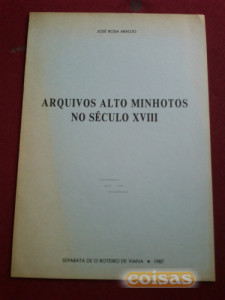 JOSÉ ROSA ARAÚJO
ARQUIVOS ALTO MINHOTOS
NO SÉCULO XVIII
SEPARATA DE O ROTEIRO DE VIANA • 1987
coisas